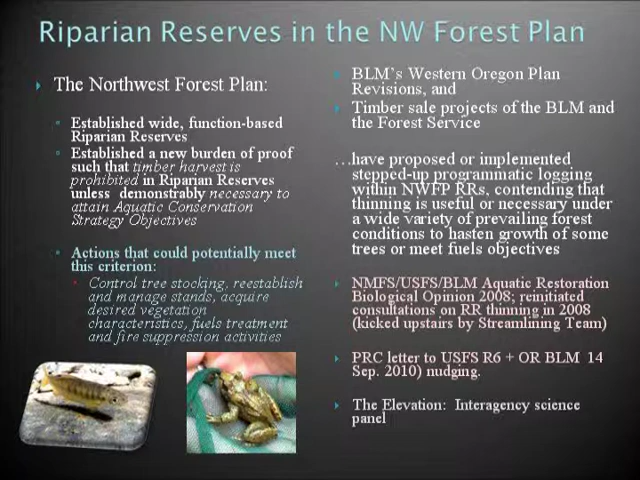 Riparian Reserves in the NW Forest Plan
The Northwest Forest Plan:
Established wide, function-based
Riparian Reserves
Established a new burden of proof
such that timber harvest is
prohibited in Riparian Reserves
unless demonstrably necessary to
attain Aquatic Conservation
Strategy Objectives
Actions that could potentially meet
this criterion:
Control tree stocking, reestablish
and manage stands, acquire
desired vegetation
characteristics, fuels treatment
and fire suppression activities
BLM's Western Oregon Plan
Revisions, and
Timber sale projects of the BLM and
the Forest Service
…have proposed or implemented
stepped-up programmatic logging
within NWFP RRs, contending that
thinning is useful or necessary under
a wide variety of prevailing forest
conditions to hasten growth of some
trees or meet fuels objectives
NMFS/USFS/BLM Aquatic Restoration
Biological Opinion 2008; reinitiated
consultations on RR thinning in 2008
(kicked upstairs by Streamlining Team)
PRC letter to USFS R6 + OR BLM 14
Sep. 2010) nudging.
The Elevation: Interagency science
panel